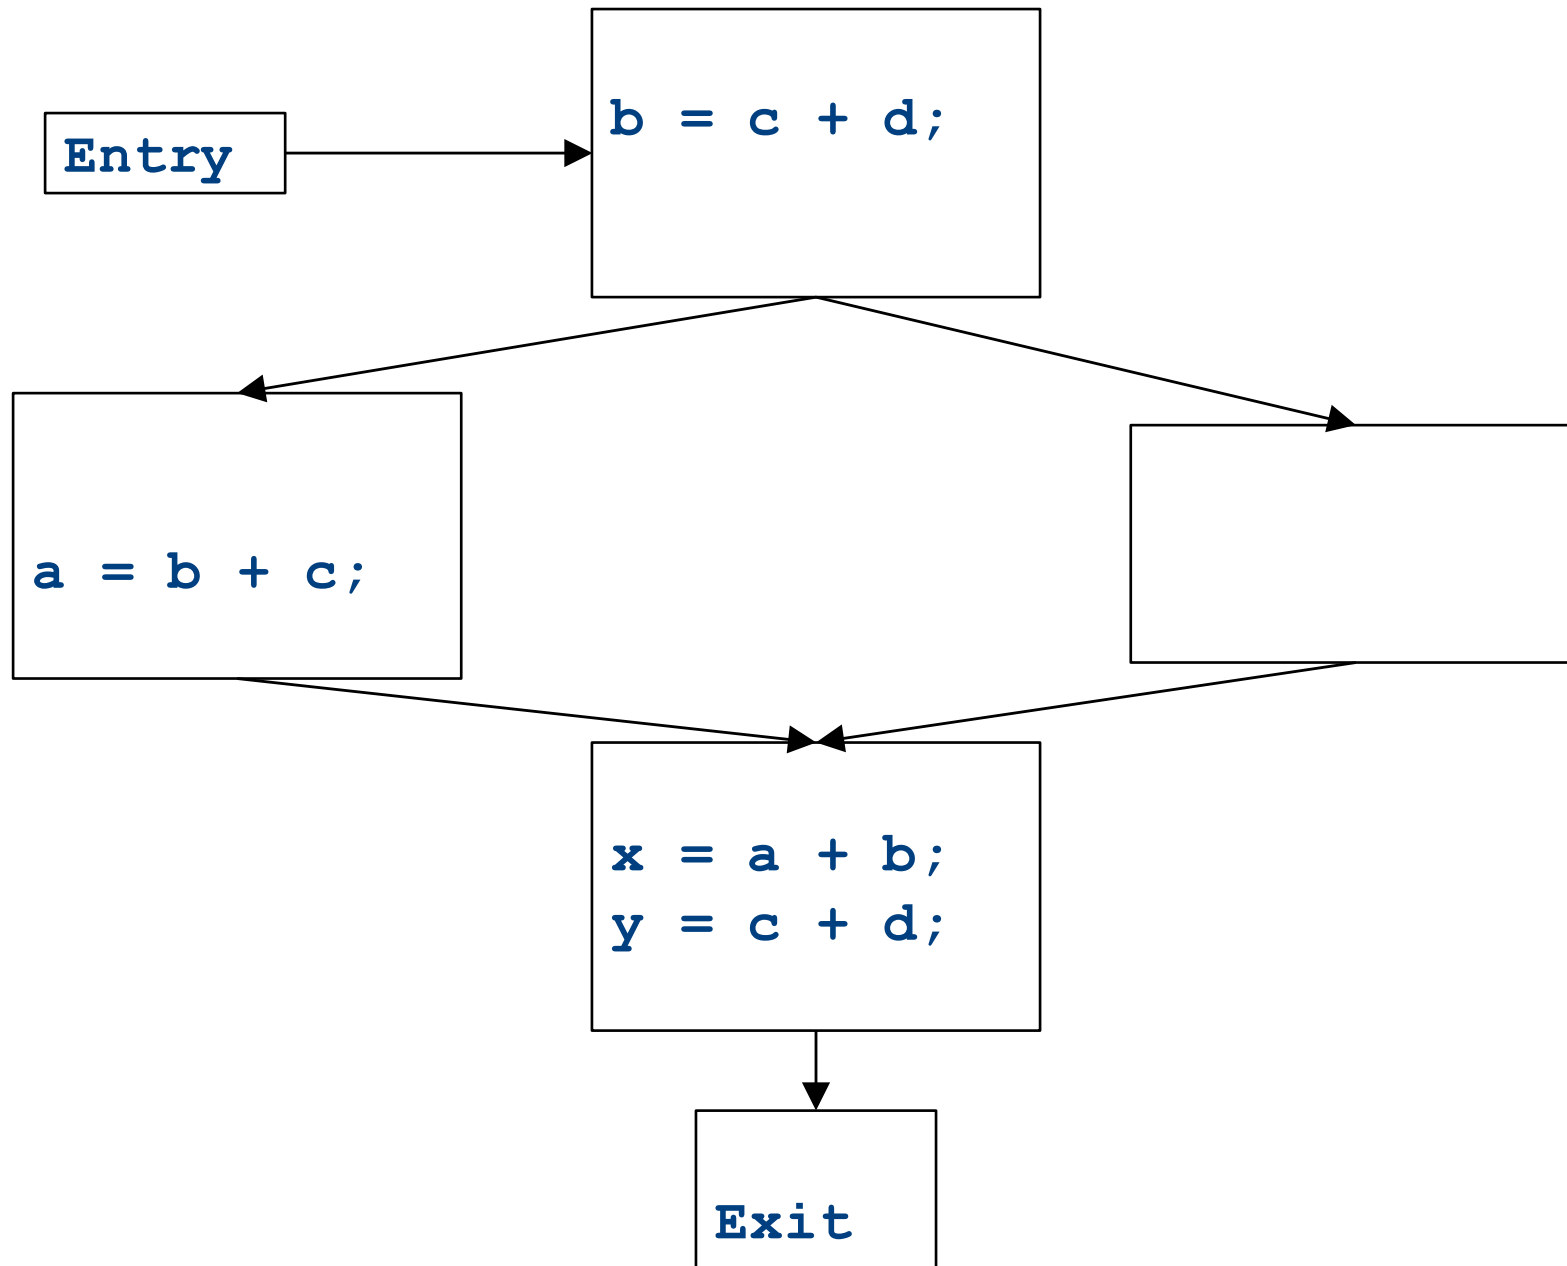 Entry
b = c + d;
a = b + c;
x = a + b;
y = c + d;
Exit